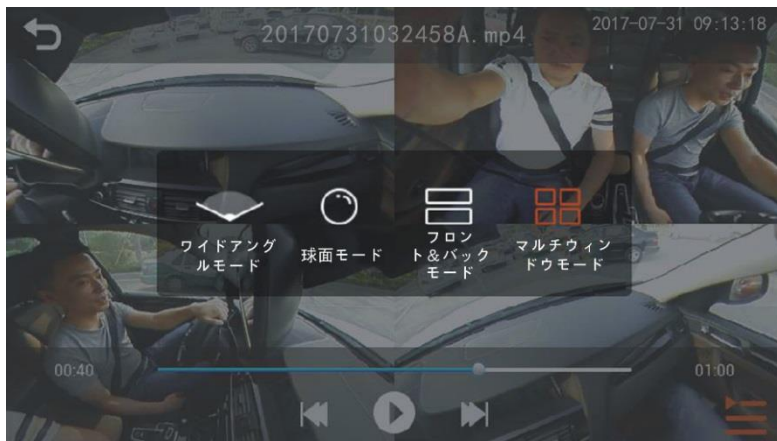 20170731032458A.mp4
2017-07-31 09:13:18
ワイドアング
ルモード
球面モード
フロン
ト&バック
モード
マルチウィン
ドウモード
00:40
01:00